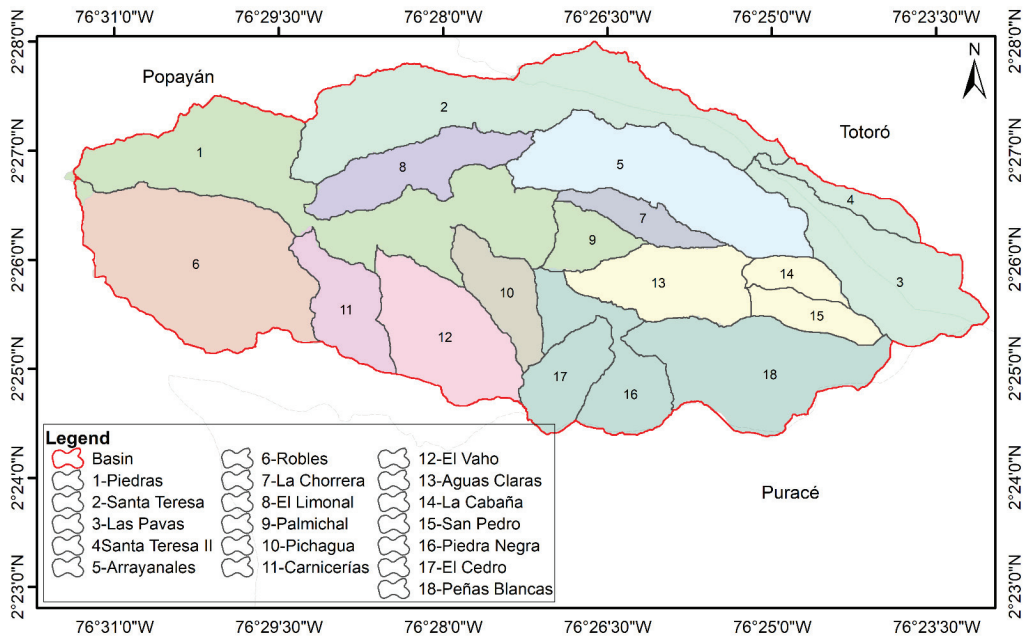 76°31'0"W 76°29'30"W 76°28'0"W 76°26'30"W 76°25'0"W 76°23'30"W
2°28'0"N 2°28'0"N
N
Popayán
2
Totoró
1
2°27'0"N 2°27'0"N
8
5
4
7
9
6
2°26'0"N 2°26'0"N
14
13
3
10
11
15
12
2°25'0"N 2°25'0"N
17
18
16
Legend
Basin
1-Piedras
2-Santa Teresa
3-Las Pavas
4Santa Teresa II
5-Arrayanales
6-Robles
7-La Chorrera
8-El Limonal
9-Palmichal
10-Pichagua
11-Carnicerías
12-El Vaho
13-Aguas Claras
14-La Cabaña
15-San Pedro
16-Piedra Negra
17-El Cedro
18-Peñas Blancas
2°24'0"N 2°24'0"N
Puracé
2°23'0"N 2°23'0"N
76°31'0"W 76°29'30"W 76°28'0"W 76°26'30"W 76°25'0"W 76°23'30"W